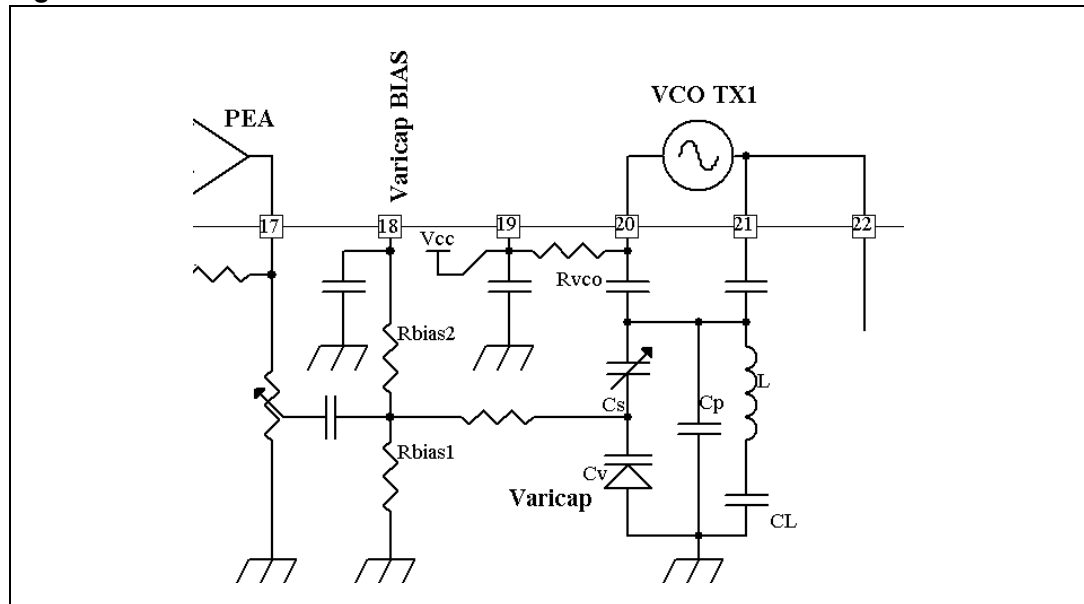 PEA
Varicap BIAS
VCO TX1
17
18
19
20
21
22
Vcc
Rvco
Rbias2
L
Cs
Cp
Rbias1
Cv
Varicap
CL